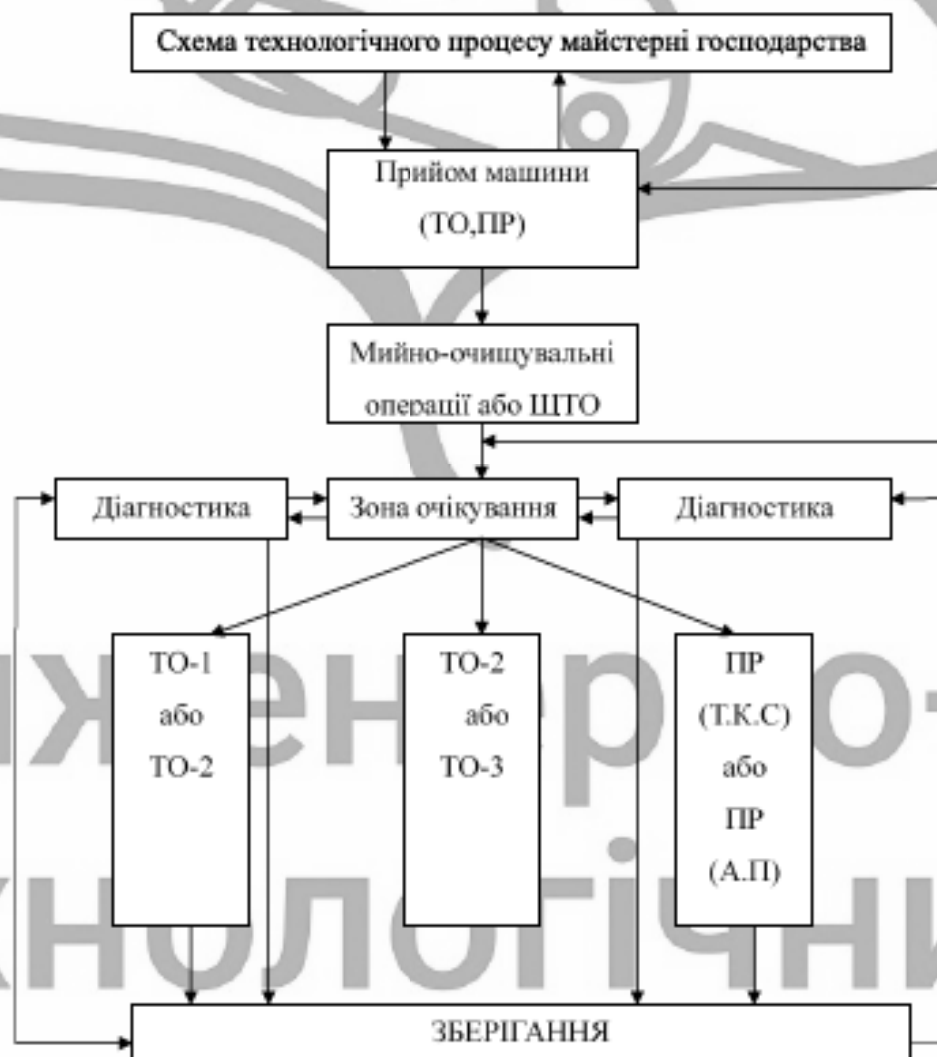 Схема технологічного процесу майстерні господарства
Прийом машини
(ТО,ПР)
Мийно-очищувальні
операції або ЩТО
Діагностика
Зона очікування
Діагностика
ТО-1
або
ТО-2
ТО-2
або
ТО-3
ПР
(Т.К.С)
або
ПР
(А.П)
ЗБЕРІГАННЯ